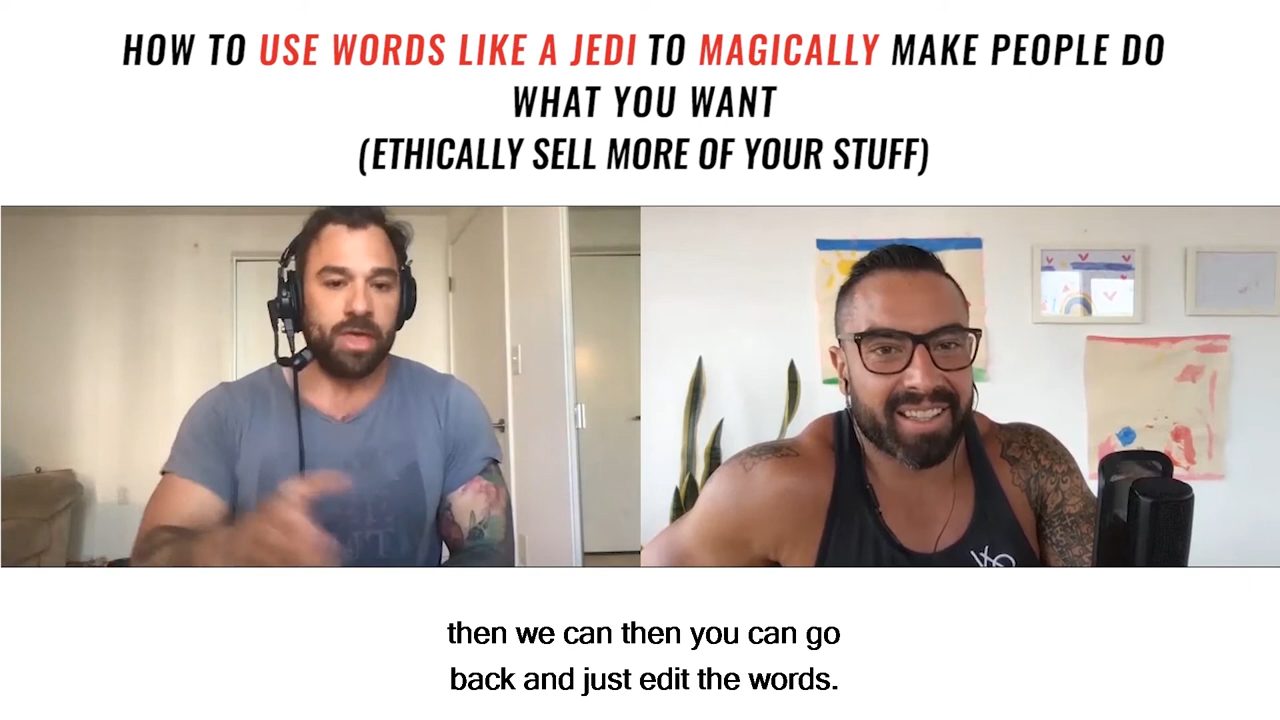 HOW TO USE WORDS LIKE A JEDI TO MAGICALLY MAKE PEOPLE DO
WHAT YOU WANT
(ETHICALLY SELL MORE OF YOUR STUFF)
then we can then you can go
back and just edit the words.